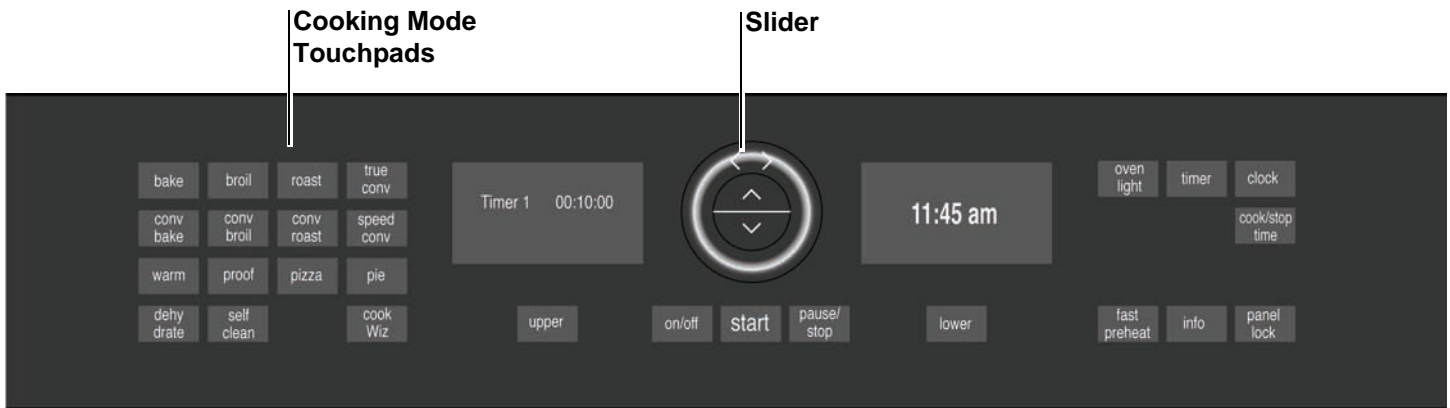 Cooking Mode
Touchpads
Slider
bake
broil
roast
true
conv
conv
bake
conv
broil
conv
roast
speed
conv
warm
proof
pizza
pie
dehy
drate
self
clean
cook
Wiz
Timer 1 00:10:00
upper
on/off
start
pause/
stop
11:45 am
lower
oven
light
timer
clock
cook/stop
time
fast
preheat
info
panel
lock